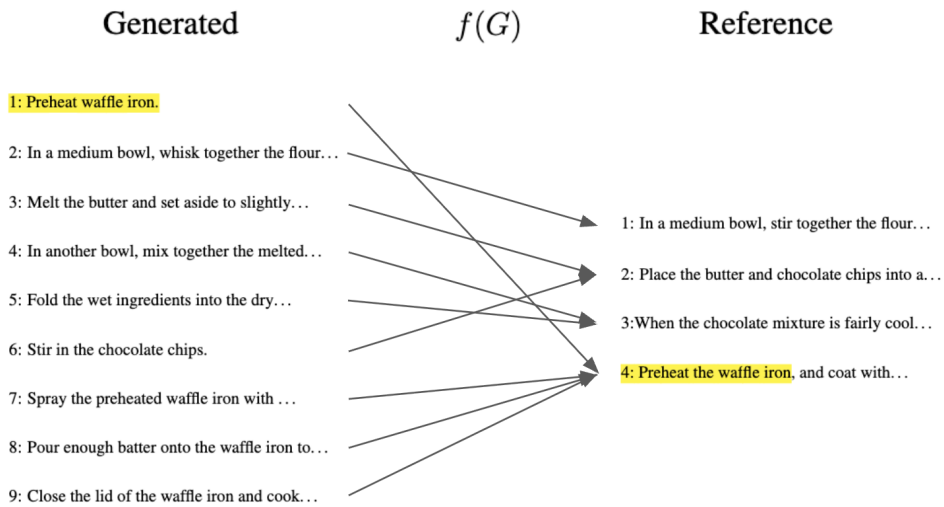 Generated f(G) Reference
1: Preheat waffle iron.
2: In a medium bowl, whisk together the flour...
3: Melt the butter and set aside to slightly...
4: In another bowl, mix together the melted...
5: Fold the wet ingredients into the dry...
6: Stir in the chocolate chips.
7: Spray the preheated waffle iron with ...
8: Pour enough batter onto the waffle iron to...
9: Close the lid of the waffle iron and cook...
1: In a medium bowl, stir together the flour...
2: Place the butter and chocolate chips into a...
3:When the chocolate mixture is fairly cool...
4: Preheat the waffle iron, and coat with...